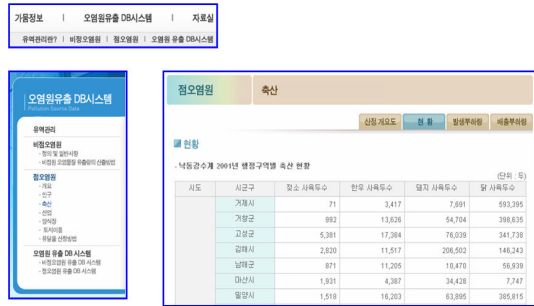 가뭄정보 | 오염원유출 DB시스템 | 자료실
유역관리란? | 비점오염원 | 점오염원 | 오염원 유출 DB시스템
오염원유출 DB시스템
Pollution Source Data
유역관리
비점오염원
- 정의 및 일반사항
- 비점원 오염물질 유출량의 산출방법
점오염원
- 개요
- 인구
- 축산
- 산업
- 양식장
- 토지이용
- 유달율 산정방법
오염원 유출 DB 시스템
- 비점오염원 유출 DB 시스템
- 점오염원 유출 DB 시스템
점오염원 축산
산정 개요도 현 황 발생부하량 배출부하량
현황
- 낙동강수계 2001년 행정구역별 축산 현황
(단위 : 두)
시도 시군구 젖소 사육두수 한우 사육두수 돼지 사육두수 닭 사육두수
거제시 71 3,417 7,691 593,395
거창군 992 13,626 54,704 398,635
고성군 5,381 17,384 76,039 341,738
김해시 2,820 11,517 206,502 146,243
남해군 871 11,205 10,470 56,939
마산시 1,931 4,387 34,428 7,747
밀양시 1,518 16,203 63,895 385,815